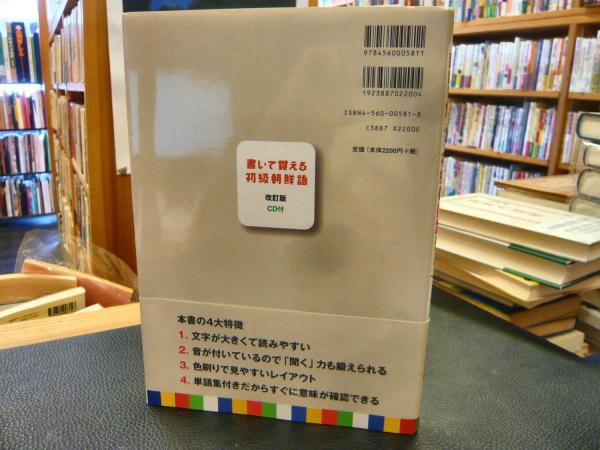 9784560005811
1923887022004
ISBN4-560-00581-8
C3887 ¥2200E
定価(本体2200円+税)
書いて覚える
初級朝鮮語
改訂版
CD付
本書の4大特徴
1. 文字が大きくて読みやすい
2. 音が付いているので「聞く」力も鍛えられる
3. 色刷りで見やすいレイアウト
4. 単語集付きだからすぐに意味が確認できる